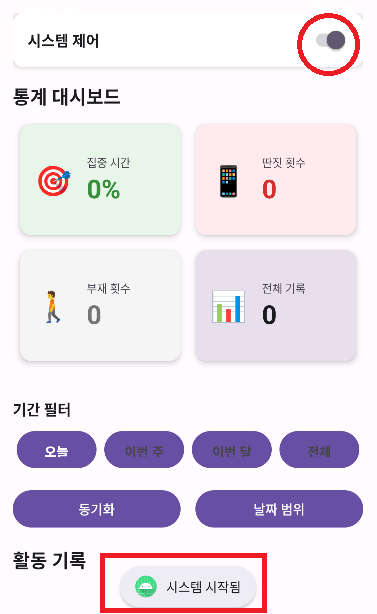 시스템 제어
통계 대시보드
집중 시간
0%
딴짓 횟수
0
부재 횟수
0
전체 기록
0
기간 필터
오늘
이번 주
이번 달
전체
동기화
날짜 범위
활동 기록
시스템 시작됨